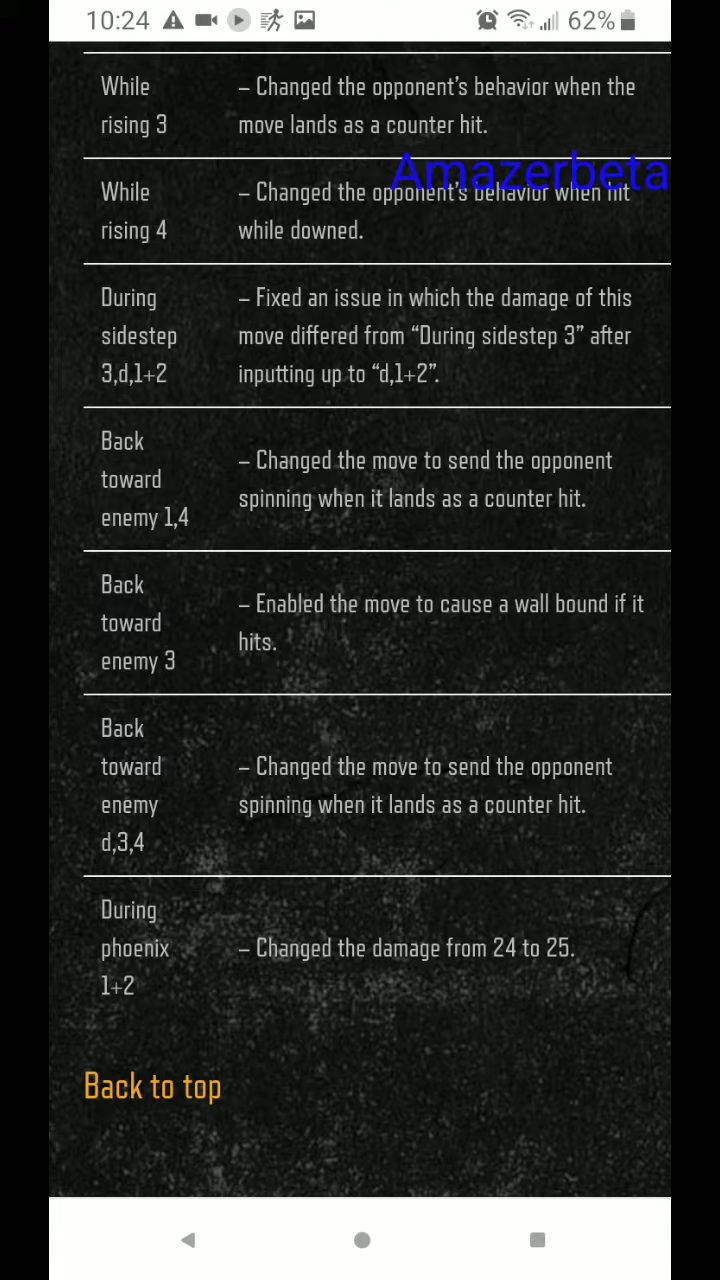 10:24
62%
While
rising 3
– Changed the opponent's behavior when the
move lands as a counter hit.
Amazerbeta
While
rising 4
– Changed the opponent's behavior when hit
while downed.
During
sidestep
3,d,1+2
– Fixed an issue in which the damage of this
move differed from “During sidestep 3” after
inputting up to “d,1+2”.
Back
toward
enemy 1,4
– Changed the move to send the opponent
spinning when it lands as a counter hit.
Back
toward
enemy 3
– Enabled the move to cause a wall bound if it
hits.
Back
toward
enemy
d,3,4
– Changed the move to send the opponent
spinning when it lands as a counter hit.
During
phoenix
1+2
– Changed the damage from 24 to 25.
Back to top